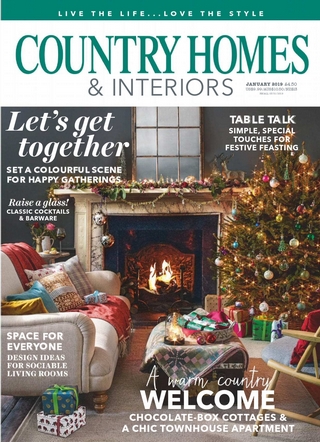 LIVE THE LIFE...LOVE THE STYLE
COUNTRY HOMES
& INTERIORS
JANUARY 2019 £4.50
Let's get
together
SET A COLOURFUL SCENE
FOR HAPPY GATHERINGS
Raise a glass!
CLASSIC COCKTAILS
& BARWARE
TABLE TALK
SIMPLE, SPECIAL
TOUCHES FOR
FESTIVE FEASTING
SPACE FOR
EVERYONE
DESIGN IDEAS
FOR SOCIABLE
LIVING ROOMS
A warm country
WELCOME
CHOCOLATE-BOX COTTAGES &
A CHIC TOWNHOUSE APARTMENT